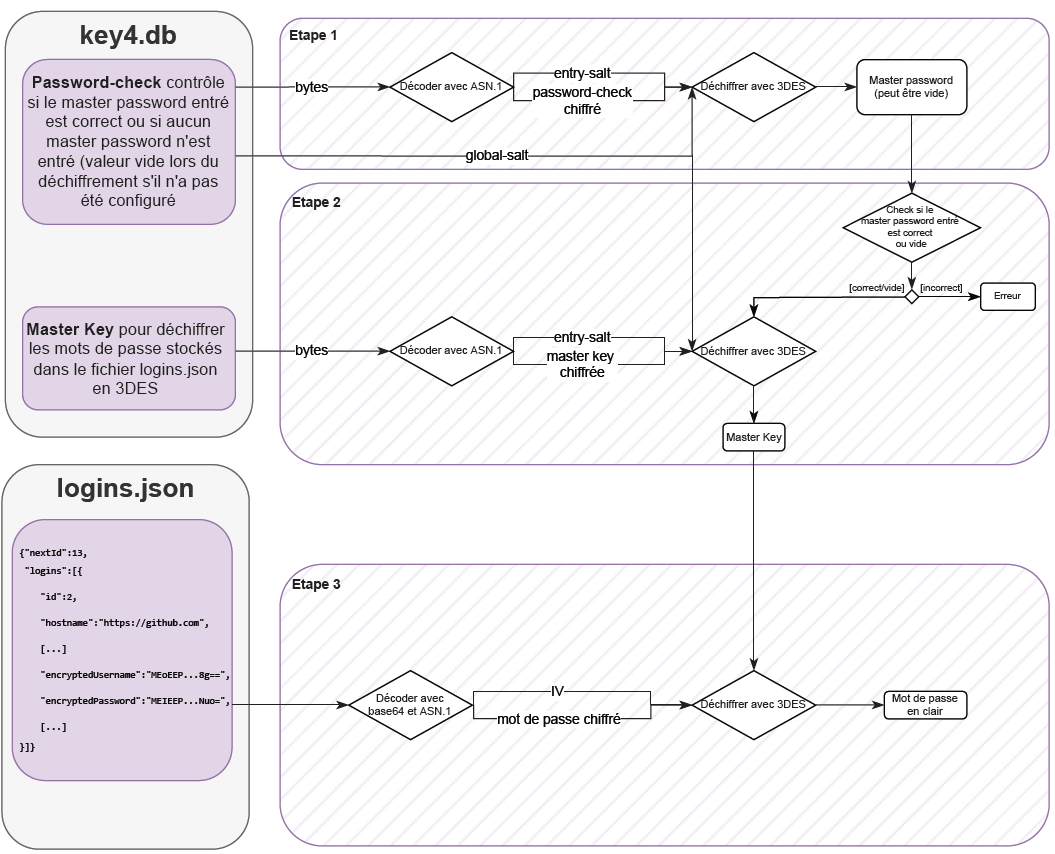 key4.db
Password-check contrôle
si le master password entré
est correct ou si aucun
master password n'est
entré (valeur vide lors du
déchiffrement s'il n'a pas
été configuré
Master Key pour déchiffrer
les mots de passe stockés
dans le fichier logins.json
en 3DES
Etape 1
bytes
Décoder avec ASN.1
entry-salt
password-check
chiffré
Déchiffrer avec 3DES
Master password
(peut être vide)
global-salt
Etape 2
Check si le
master password entré
est correct
ou vide
[correct/vide]
[incorrect]
Erreur
bytes
Décoder avec ASN.1
entry-salt
master key
chiffrée
Déchiffrer avec 3DES
Master Key
logins.json
{"nextId":13,
"logins":[{
"id":2,
"hostname":"https://github.com",
[...]
"encryptedUsername":"MEoEEP...8g==",
"encryptedPassword":"MEIEEP...Nuo=",
[...]
}]}
Etape 3
Décoder avec
base64 et ASN.1
IV
mot de passe chiffré
Déchiffrer avec 3DES
Mot de passe
en clair